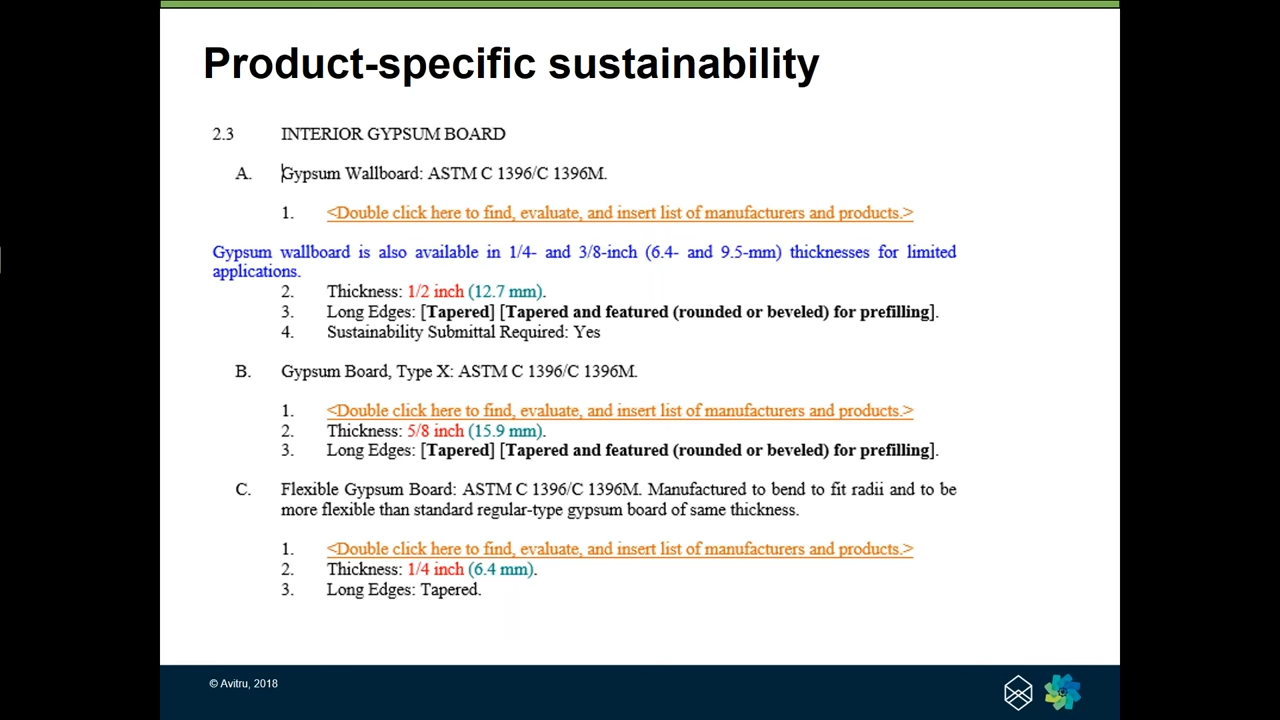 Product-specific sustainability
2.3 INTERIOR GYPSUM BOARD
A. Gypsum Wallboard: ASTM C 1396/C 1396M.
1. <Double click here to find, evaluate, and insert list of manufacturers and products.>
Gypsum wallboard is also available in 1/4- and 3/8-inch (6.4- and 9.5-mm) thicknesses for limited
applications.
2. Thickness: 1/2 inch (12.7 mm).
3. Long Edges: [Tapered] [Tapered and featured (rounded or beveled) for prefilling].
4. Sustainability Submittal Required: Yes
B. Gypsum Board, Type X: ASTM C 1396/C 1396M.
1. <Double click here to find, evaluate, and insert list of manufacturers and products.>
2. Thickness: 5/8 inch (15.9 mm).
3. Long Edges: [Tapered] [Tapered and featured (rounded or beveled) for prefilling].
C. Flexible Gypsum Board: ASTM C 1396/C 1396M. Manufactured to bend to fit radii and to be
more flexible than standard regular-type gypsum board of same thickness.
1. <Double click here to find, evaluate, and insert list of manufacturers and products.>
2. Thickness: 1/4 inch (6.4 mm).
3. Long Edges: Tapered.
© Avitru, 2018